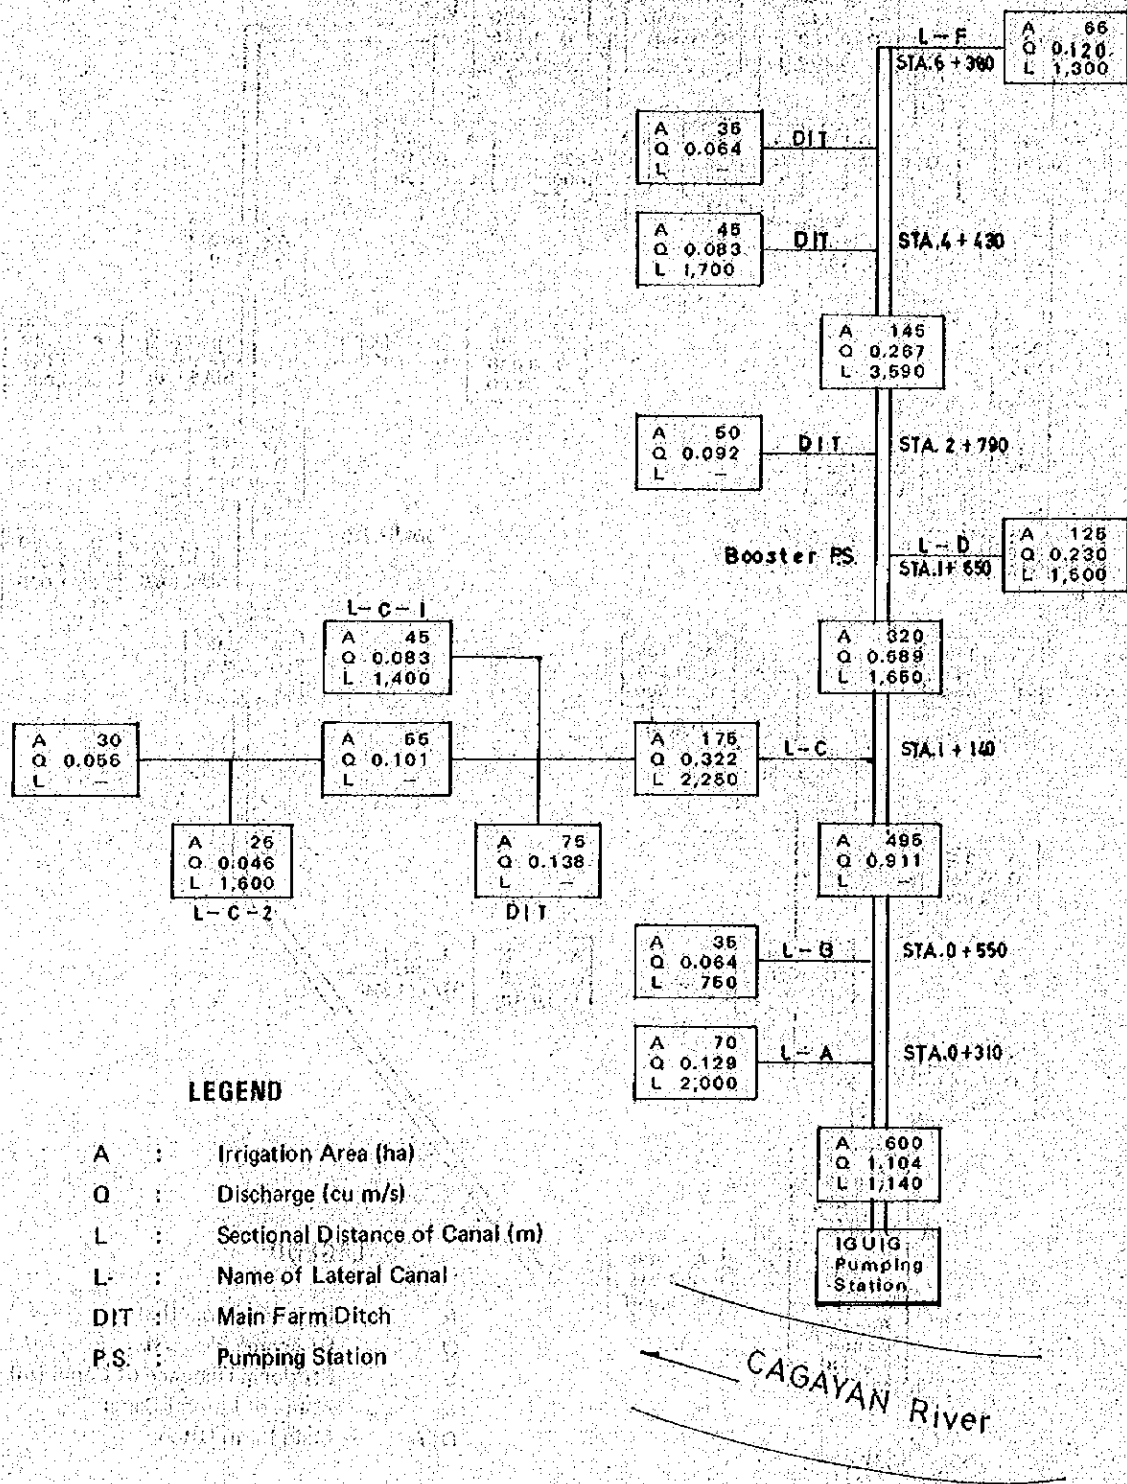 L-F
STA.6+380
A 66
Q 0.120
L 1,300
A 35
Q 0.064
L -
DIT
A 45
Q 0.083
L 1,700
DIT
STA.4+430
A 145
Q 0.267
L 3,590
A 50
Q 0.092
L -
DIT
STA.2+790
Booster P.S.
L-D
STA.1+650
A 125
Q 0.230
L 1,500
L-C-1
A 45
Q 0.083
L 1,400
A 320
Q 0.589
L 1,650
A 30
Q 0.056
L -
A 55
Q 0.101
L -
A 175
Q 0.322
L 2,250
L-C
STA.1+140
A 25
Q 0.046
L 1,600
L-C-2
A 75
Q 0.138
L -
DIT
A 495
Q 0.911
L -
A 35
Q 0.064
L 750
L-B
STA.0+550
A 70
Q 0.129
L 2,000
L-A
STA.0+310
A 600
Q 1.104
L 1,140
IGUIG
Pumping
Station
LEGEND
A : Irrigation Area (ha)
Q : Discharge (cu m/s)
L : Sectional Distance of Canal (m)
L- : Name of Lateral Canal
DIT : Main Farm Ditch
P.S. : Pumping Station
CAGAYAN River